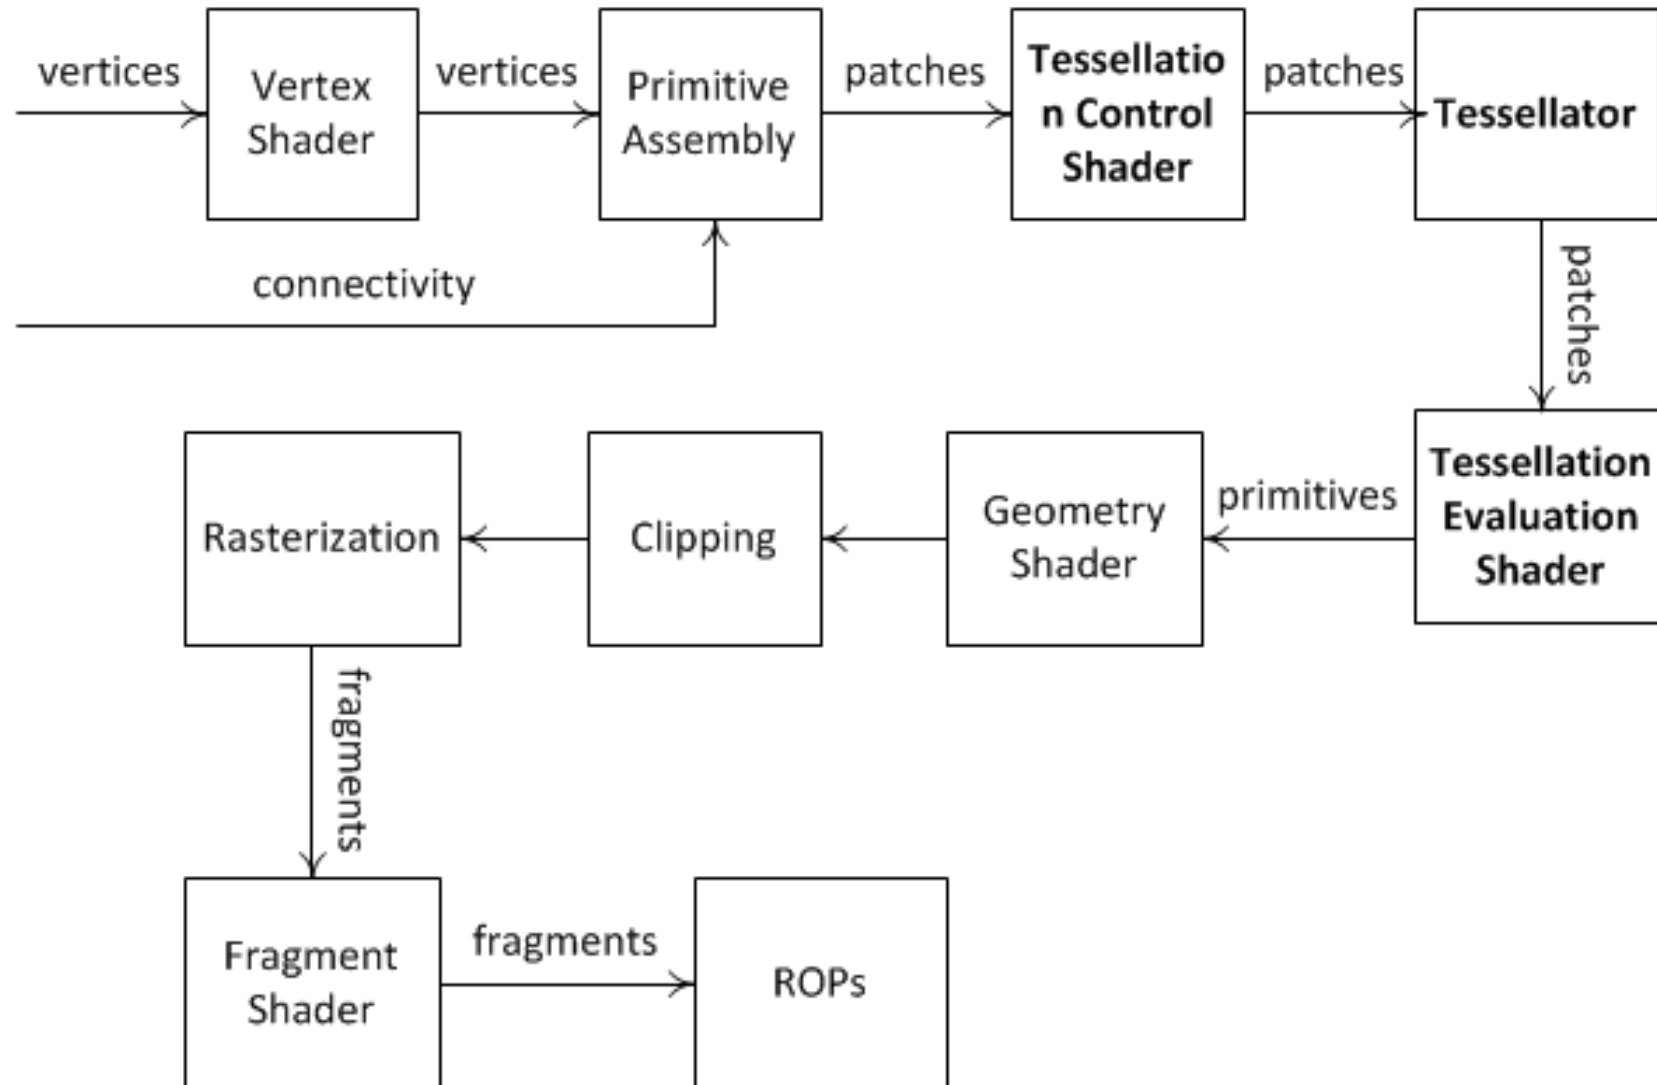 vertices
Vertex
Shader
vertices
Primitive
Assembly
patches
Tessellatio
n Control
Shader
patches
Tessellator
connectivity
patches
Tessellation
Evaluation
Shader
primitives
Geometry
Shader
Clipping
Rasterization
fragments
Fragment
Shader
fragments
ROPs